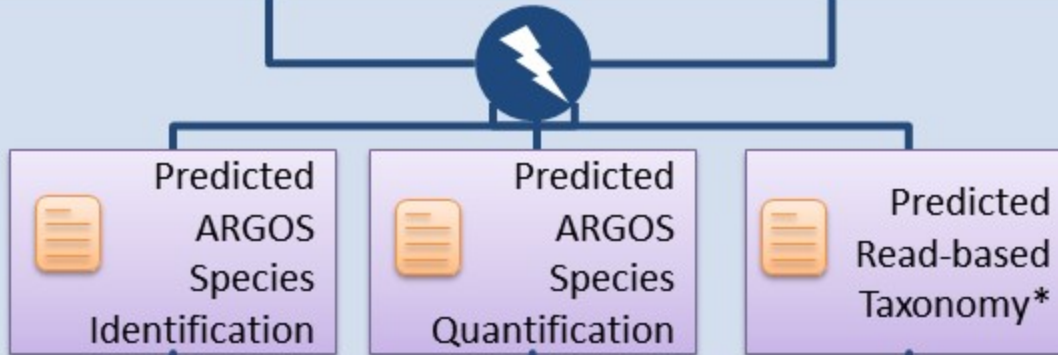 Predicted
ARGOS
Species
Identification
Predicted
ARGOS
Species
Quantification
Predicted
Read-based
Taxonomy*